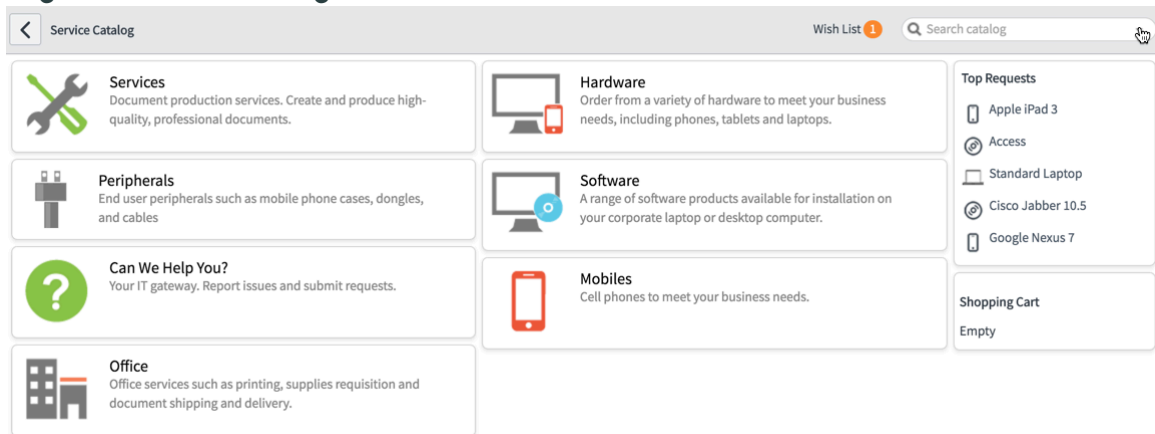 Service Catalog
Wish List 1
Search catalog
Services
Document production services. Create and produce high-
quality, professional documents.
Peripherals
End user peripherals such as mobile phone cases, dongles,
and cables
Can We Help You?
Your IT gateway. Report issues and submit requests.
Office
Office services such as printing, supplies requisition and
document shipping and delivery.
Hardware
Order from a variety of hardware to meet your business
needs, including phones, tablets and laptops.
Software
A range of software products available for installation on
your corporate laptop or desktop computer.
Mobiles
Cell phones to meet your business needs.
Top Requests
Apple iPad 3
Access
Standard Laptop
Cisco Jabber 10.5
Google Nexus 7
Shopping Cart
Empty